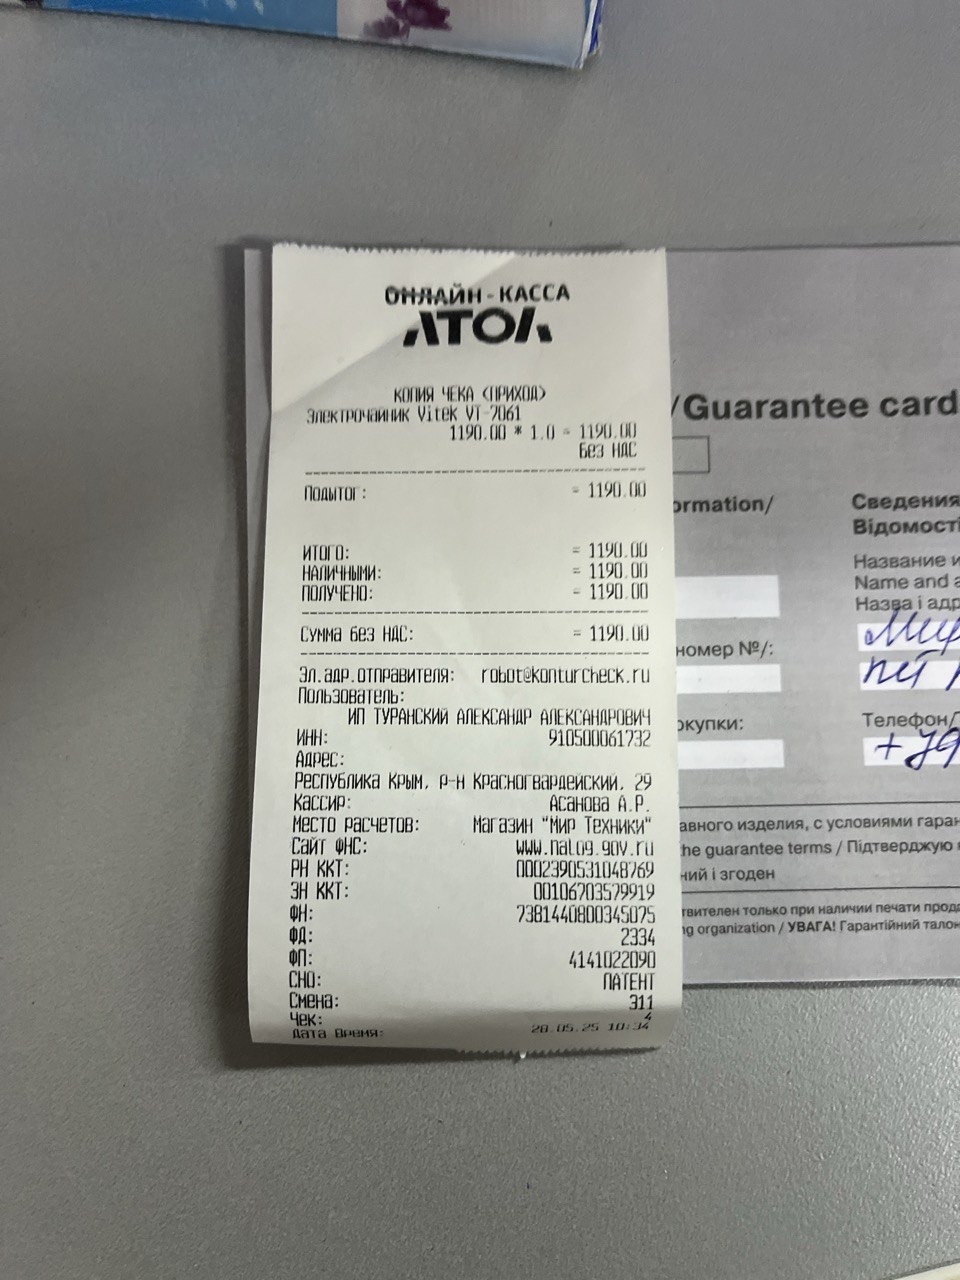 ОНЛАЙН-КАССА
АТОЛ
КОПИЯ ЧЕКА <ПРИХОД>
Электрочайник Vitek VT-7061
1190.00 * 1.0 = 1190.00
Без НДС
Подытог: = 1190.00
ИТОГО: = 1190.00
НАЛИЧНЫМИ: = 1190.00
ПОЛУЧЕНО: = 1190.00
Сумма без НДС: = 1190.00
Эл.адр.отправителя: robot@konturcheck.ru
Пользователь:
ИП ТУРАНСКИЙ АЛЕКСАНДР АЛЕКСАНДРОВИЧ
ИНН: 910500061732
Адрес:
Республика Крым, р-н Красногвардейский, 29
Кассир: Асанова А.Р.
Место расчетов: Магазин "Мир Техники"
Сайт ФНС: www.nalog.gov.ru
РН ККТ: 0002390531048769
ЗН ККТ: 00106703579919
ФН: 7381440800345075
ФД: 2334
ФП: 4141022090
СНО: ПАТЕНТ
Смена: 311
Чек: 4
Дата Время: 28.05.25 10:34
/Guarantee card
ormation/
Сведения
Відомості
Название и
Name and a
Назва і адр
номер №/:
пгт
окупки:
Телефон/
+79
авного изделия, с условиями гаран
he guarantee terms / Підтверджую
ний і згоден
твителен только при наличии печати прода
ng organization / УВАГА! Гарантійний талон